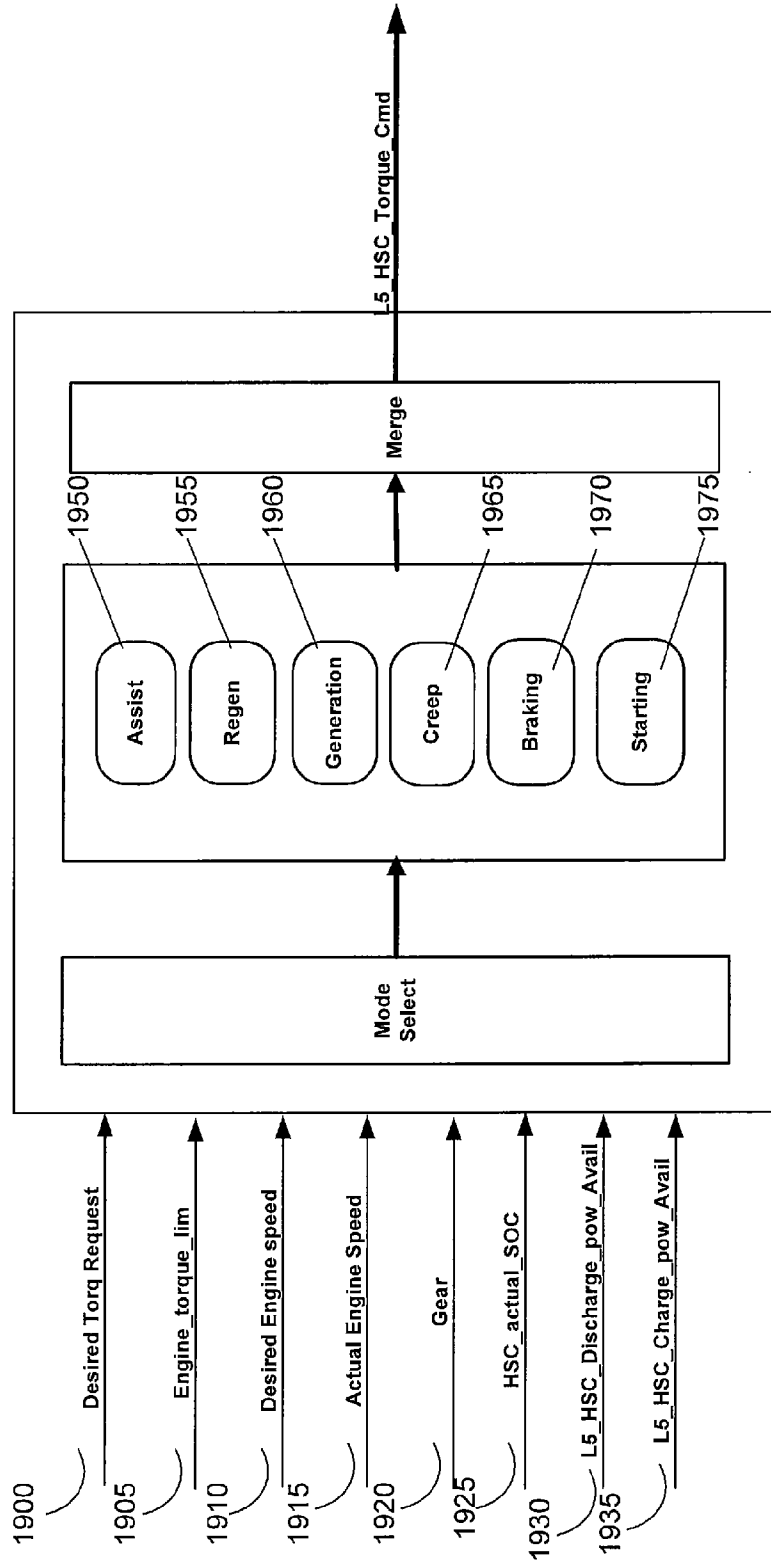 1900
Desired Torq Request
1905
Engine_torque_lim
1910
Desired Engine speed
1915
Actual Engine Speed
1920
Gear
1925
HSC_actual_SOC
1930
L5_HSC_Discharge_pow_Avail
1935
L5_HSC_Charge_pow_Avail
Mode
Select
Assist
Regen
Generation
Creep
Braking
Starting
1950
1955
1960
1965
1970
1975
Merge
L5_HSC_Torque_Cmd